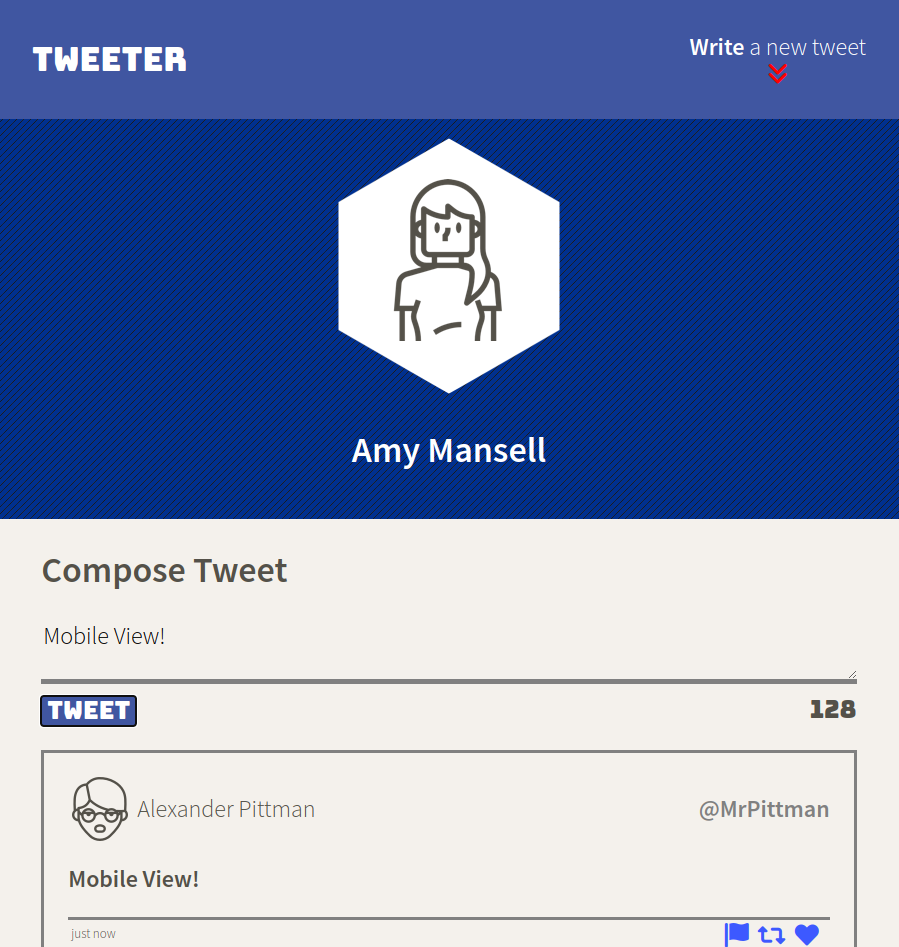 TWEETER
Write a new tweet
Amy Mansell
Compose Tweet
Mobile View!
TWEET
128
Alexander Pittman
@MrPittman
Mobile View!
just now